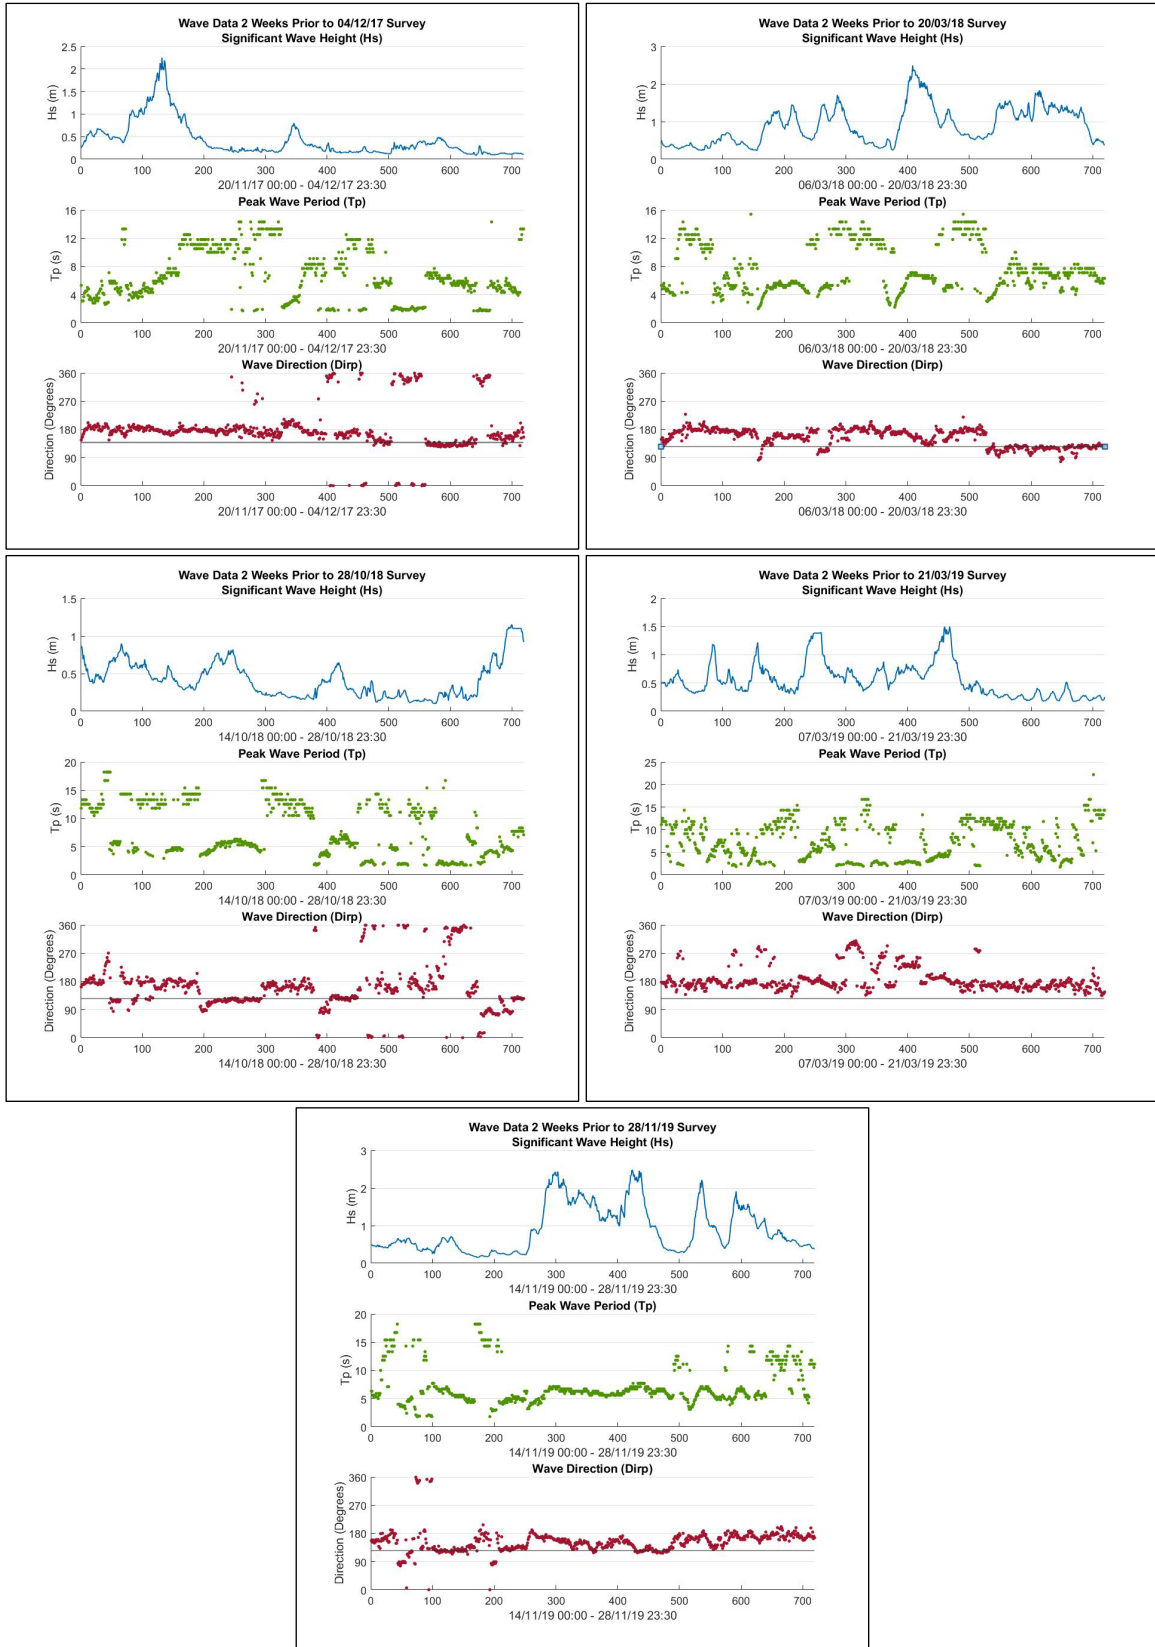 Wave Data 2 Weeks Prior to 04/12/17 Survey
Significant Wave Height (Hs)
2.5
2
1.5
1
0.5
0
Hs (m)
0 100 200 300 400 500 600 700
20/11/17 00:00 - 04/12/17 23:30
Peak Wave Period (Tp)
16
12
8
4
0
Tp (s)
0 100 200 300 400 500 600 700
20/11/17 00:00 - 04/12/17 23:30
Wave Direction (Dirp)
360
270
180
90
0
Direction (Degrees)
0 100 200 300 400 500 600 700
20/11/17 00:00 - 04/12/17 23:30
Wave Data 2 Weeks Prior to 20/03/18 Survey
Significant Wave Height (Hs)
3
2
1
0
Hs (m)
0 100 200 300 400 500 600 700
06/03/18 00:00 - 20/03/18 23:30
Peak Wave Period (Tp)
16
12
8
4
0
Tp (s)
0 100 200 300 400 500 600 700
06/03/18 00:00 - 20/03/18 23:30
Wave Direction (Dirp)
360
270
180
90
0
Direction (Degrees)
0 100 200 300 400 500 600 700
06/03/18 00:00 - 20/03/18 23:30
Wave Data 2 Weeks Prior to 28/10/18 Survey
Significant Wave Height (Hs)
1.5
1
0.5
0
Hs (m)
0 100 200 300 400 500 600 700
14/10/18 00:00 - 28/10/18 23:30
Peak Wave Period (Tp)
20
15
10
5
0
Tp (s)
0 100 200 300 400 500 600 700
14/10/18 00:00 - 28/10/18 23:30
Wave Direction (Dirp)
360
270
180
90
0
Direction (Degrees)
0 100 200 300 400 500 600 700
14/10/18 00:00 - 28/10/18 23:30
Wave Data 2 Weeks Prior to 21/03/19 Survey
Significant Wave Height (Hs)
2
1.5
1
0.5
0
Hs (m)
0 100 200 300 400 500 600 700
07/03/19 00:00 - 21/03/19 23:30
Peak Wave Period (Tp)
25
20
15
10
5
0
Tp (s)
0 100 200 300 400 500 600 700
07/03/19 00:00 - 21/03/19 23:30
Wave Direction (Dirp)
360
270
180
90
0
Direction (Degrees)
0 100 200 300 400 500 600 700
07/03/19 00:00 - 21/03/19 23:30
Wave Data 2 Weeks Prior to 28/11/19 Survey
Significant Wave Height (Hs)
3
2
1
0
Hs (m)
0 100 200 300 400 500 600 700
14/11/19 00:00 - 28/11/19 23:30
Peak Wave Period (Tp)
20
15
10
5
0
Tp (s)
0 100 200 300 400 500 600 700
14/11/19 00:00 - 28/11/19 23:30
Wave Direction (Dirp)
360
270
180
90
0
Direction (Degrees)
0 100 200 300 400 500 600 700
14/11/19 00:00 - 28/11/19 23:30